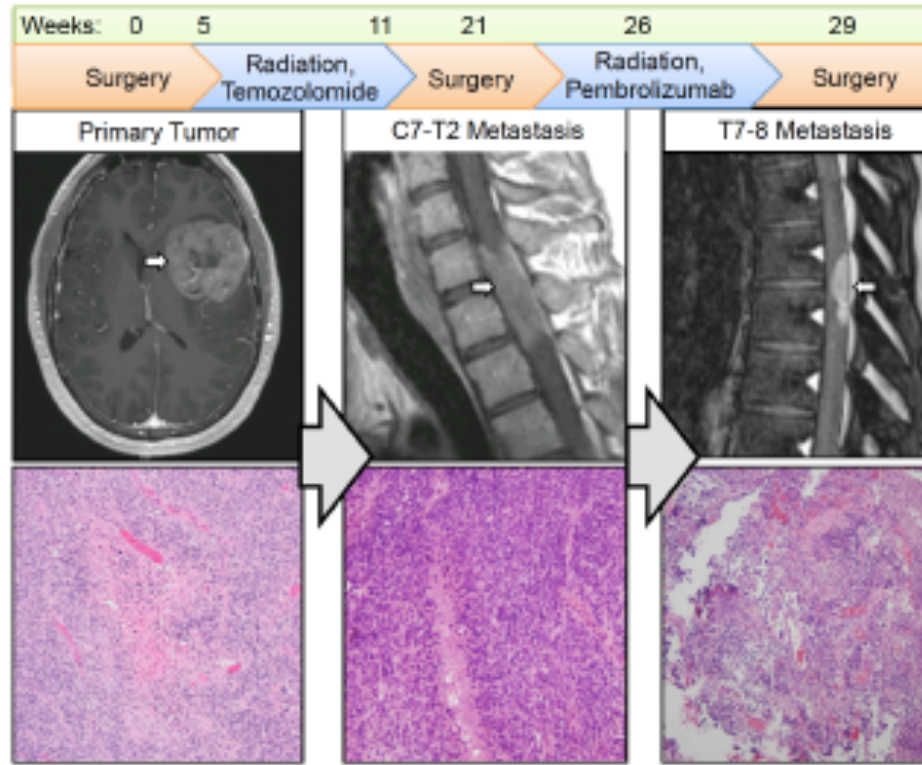 Weeks: 0 5 11 21 26 29
Surgery
Radiation,
Temozolomide
Surgery
Radiation,
Pembrolizumab
Surgery
Primary Tumor
C7-T2 Metastasis
T7-8 Metastasis